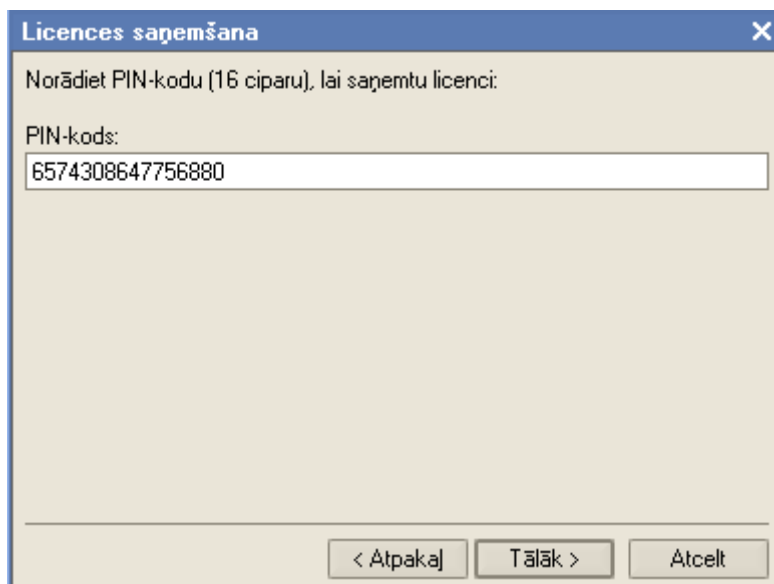 Licences saņemšana
Norādiet PIN-kodu (16 ciparu), lai saņemtu licenci:
PIN-kods:
6574308647756880
< Atpakaļ Tālāk > Atcelt